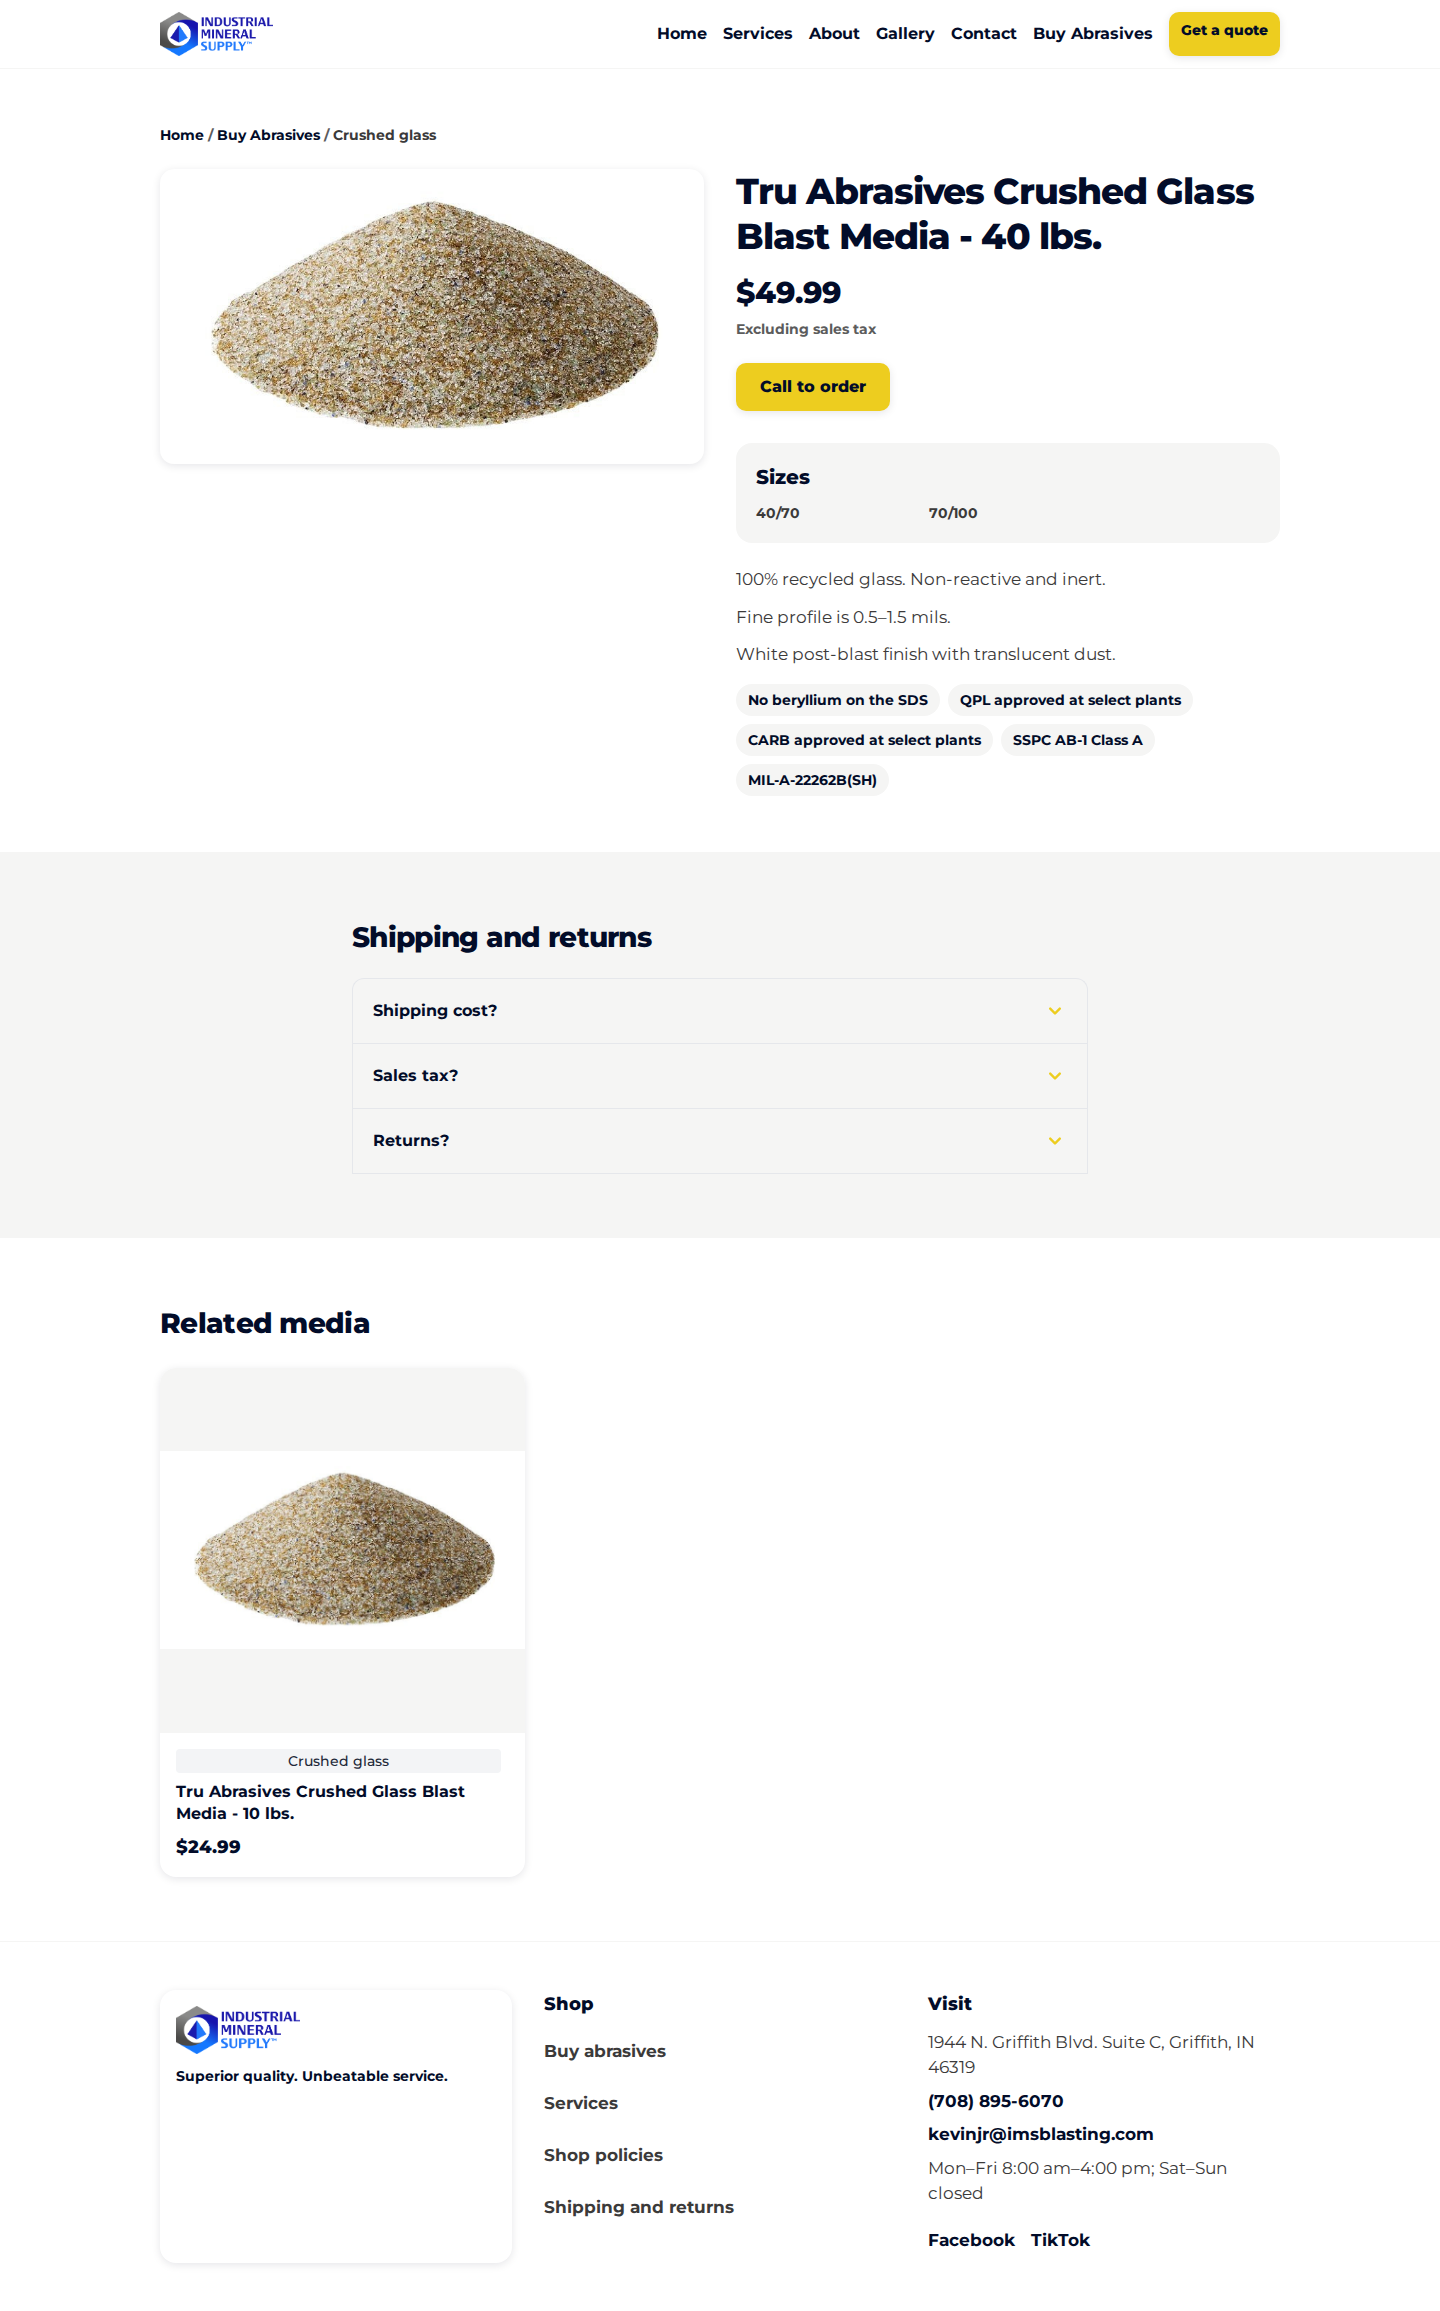 INDUSTRIAL
MINERAL
SUPPLY™
Home Services About Gallery Contact Buy Abrasives Get a quote
Home / Buy Abrasives / Crushed glass
Tru Abrasives Crushed Glass
Blast Media - 40 lbs.
$49.99
Excluding sales tax
Call to order
Sizes
40/70 70/100
100% recycled glass. Non-reactive and inert.
Fine profile is 0.5–1.5 mils.
White post-blast finish with translucent dust.
No beryllium on the SDS QPL approved at select plants
CARB approved at select plants SSPC AB-1 Class A
MIL-A-22262B(SH)
Shipping and returns
Shipping cost?
Sales tax?
Returns?
Related media
Crushed glass
Tru Abrasives Crushed Glass Blast
Media - 10 lbs.
$24.99
INDUSTRIAL
MINERAL
SUPPLY™
Superior quality. Unbeatable service.
Shop
Buy abrasives
Services
Shop policies
Shipping and returns
Visit
1944 N. Griffith Blvd. Suite C, Griffith, IN
46319
(708) 895-6070
kevinjr@imsblasting.com
Mon–Fri 8:00 am–4:00 pm; Sat–Sun
closed
Facebook TikTok